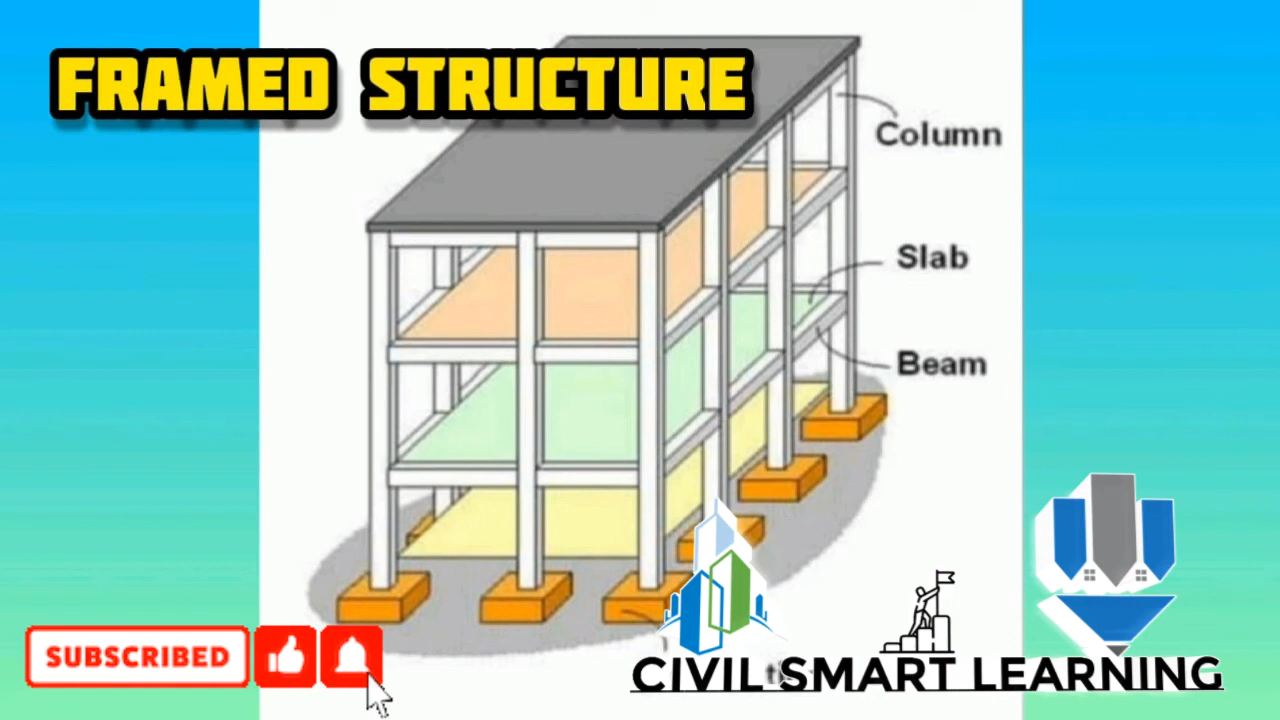 FRAMED STRUCTURE
Column
Slab
Beam
SUBSCRIBED
CIVIL SMART LEARNING